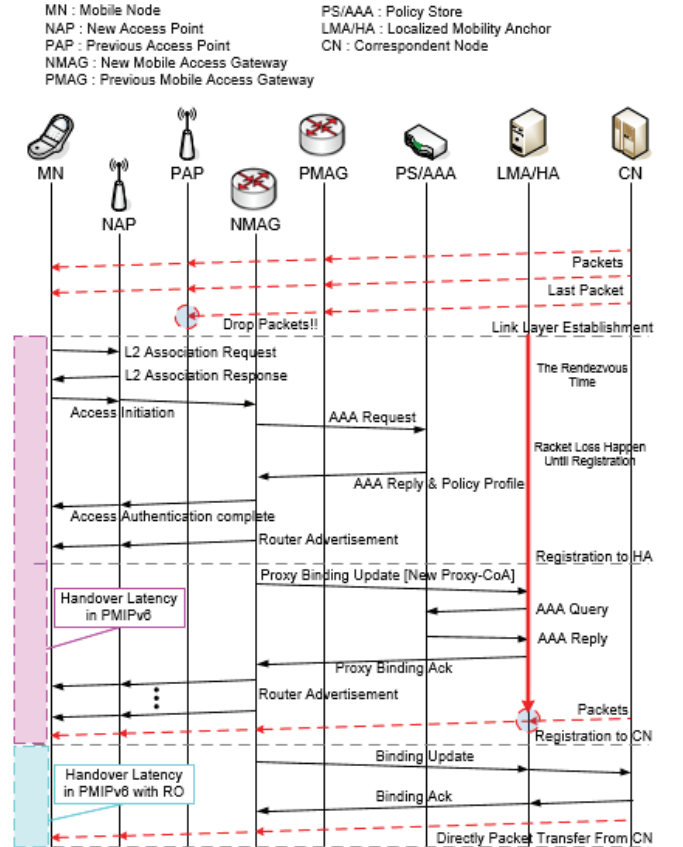 MN : Mobile Node
NAP : New Access Point
PAP : Previous Access Point
NMAG : New Mobile Access Gateway
PMAG : Previous Mobile Access Gateway
PS/AAA : Policy Store
LMA/HA : Localized Mobility Anchor
CN : Correspondent Node
MN
PAP
PMAG
PS/AAA
LMA/HA
CN
NAP
NMAG
Packets
Last Packet
Drop Packets!!
Link Layer Establishment
L2 Association Request
The Rendezvous
Time
L2 Association Response
Access Initiation
AAA Request
Racket Loss Happen
Until Registration
AAA Reply & Policy Profile
Access Authentication complete
Router Advertisement
Registration to HA
Proxy Binding Update [New Proxy-CoA]
Handover Latency
in PMIPv6
AAA Query
AAA Reply
Proxy Binding Ack
Router Advertisement
Packets
Registration to CN
Binding Update
Handover Latency
in PMIPv6 with RO
Binding Ack
Directly Packet Transfer From CN